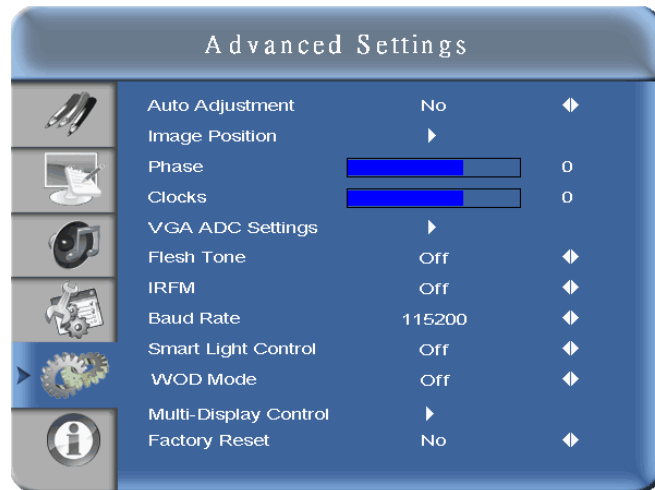 Advanced Settings
Auto Adjustment No
Image Position
Phase 0
Clocks 0
VGA ADC Settings
Flesh Tone Off
IRFM Off
Baud Rate 115200
Smart Light Control Off
WOD Mode Off
Multi-Display Control
Factory Reset No